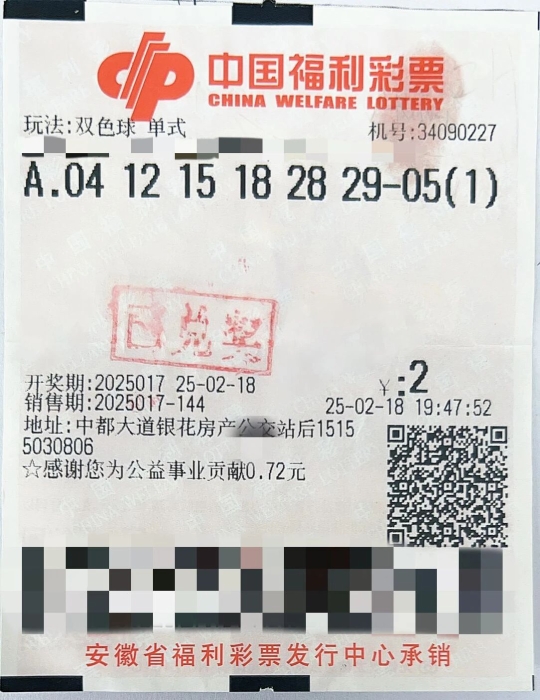 中国福利彩票
CHINA WELFARE LOTTERY
玩法:双色球 单式
机号:34090227
A.04 12 15 18 28 29-05(1)
已兑奖
开奖期:2025017 25-02-18
¥:2
销售期:2025017-144
25-02-18 19:47:52
地址:中都大道银花房产公交站后1515
5030806
☆感谢您为公益事业贡献0.72元
安徽省福利彩票发行中心承销